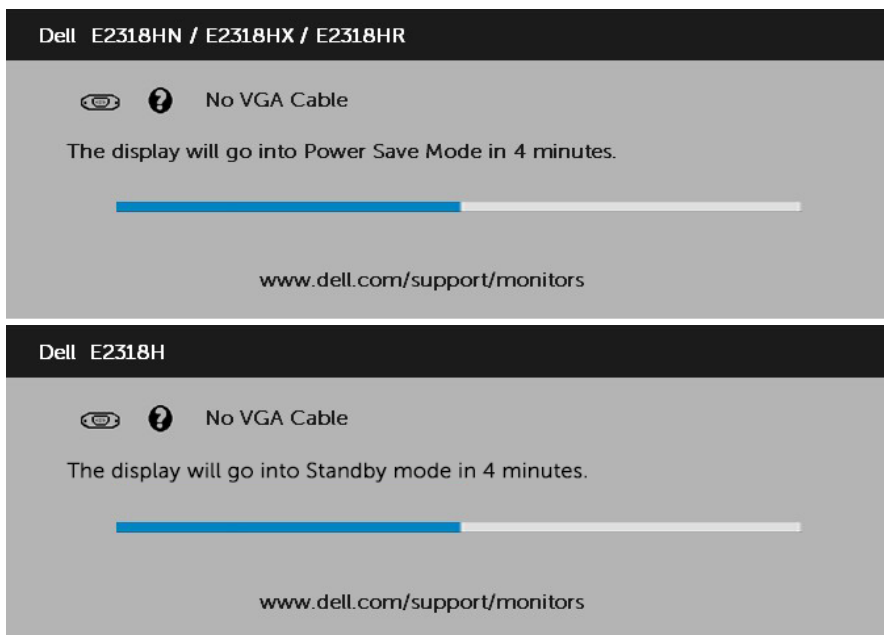 Dell E2318HN / E2318HX / E2318HR
No VGA Cable
The display will go into Power Save Mode in 4 minutes.
www.dell.com/support/monitors
Dell E2318H
No VGA Cable
The display will go into Standby mode in 4 minutes.
www.dell.com/support/monitors